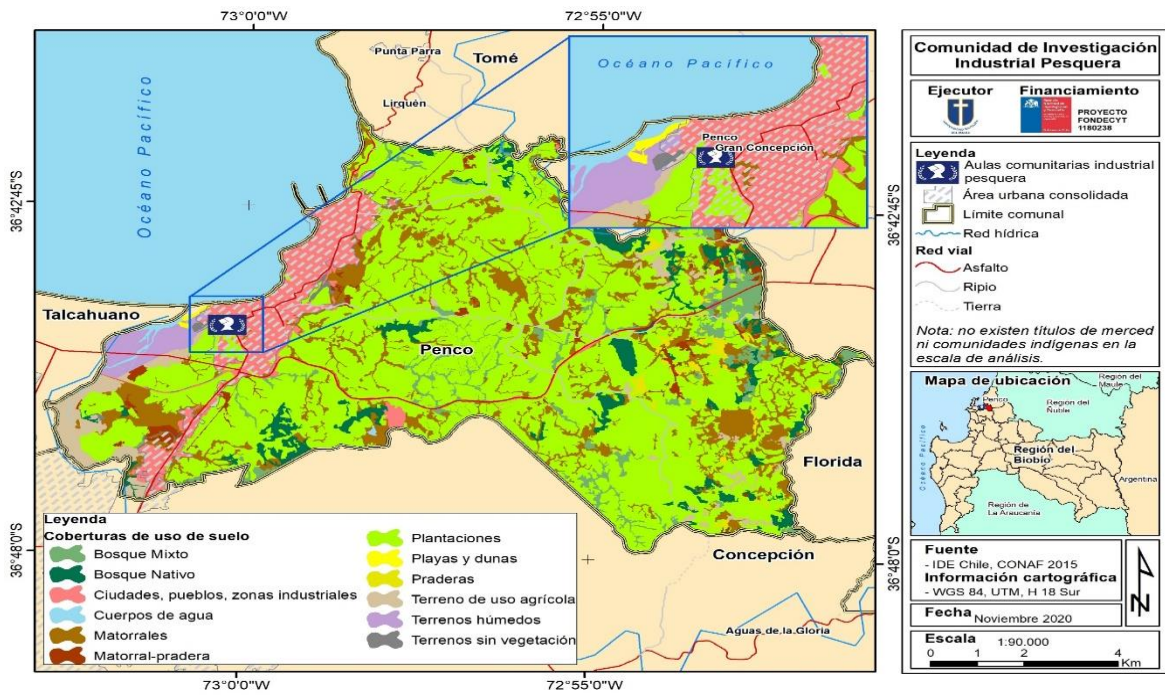 73°0'0"W
72°55'0"W
Punta Parra
Tomé
Océano Pacífico
Océano Pacífico
Lirquén
Penco
Gran Concepción
36°42'45"S
36°42'45"S
Talcahuano
Penco
Florida
Concepción
Aguas de la Gloria
36°48'0"S
36°48'0"S
Leyenda
Coberturas de uso de suelo
Bosque Mixto
Bosque Nativo
Ciudades, pueblos, zonas industriales
Cuerpos de agua
Matorrales
Matorral-pradera
Plantaciones
Playas y dunas
Praderas
Terreno de uso agrícola
Terrenos húmedos
Terrenos sin vegetación
73°0'0"W
72°55'0"W
Comunidad de Investigación
Industrial Pesquera
Ejecutor
Financiamiento
PROYECTO
FONDECYT
1180238
Leyenda
Aulas comunitarias industrial
pesquera
Área urbana consolidada
Límite comunal
Red hídrica
Red vial
Asfalto
Ripio
Tierra
Nota: no existen títulos de merced
ni comunidades indígenas en la
escala de análisis.
Mapa de ubicación
Región del
Maule
Penco
Región del
Ñuble
Región del
Biobío
Océano Pacífico
Argentina
Región de
La Araucanía
Fuente
- IDE Chile, CONAF 2015
Información cartográfica
- WGS 84, UTM, H 18 Sur
Fecha Noviembre 2020
Escala 1:90.000
0 1 2 4
Km
N